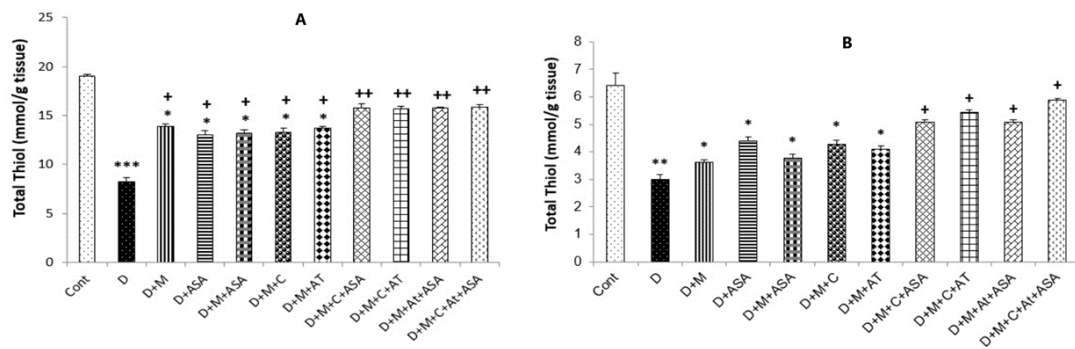 A
Total Thiol (mmol/g tissue)
25
20
15
10
5
0
***
+
*
+
*
+
*
+
*
+
*
++
++
++
++
Cont
D
D+M
D+ASA
D+M+ASA
D+M+C
D+M+AT
D+M+C+ASA
D+M+C+AT
D+M+At+ASA
D+M+C+At+ASA
B
Total Thiol (mmol/g tissue)
8
7
6
5
4
3
2
1
0
**
*
*
*
*
*
+
+
+
+
Cont
D
D+M
D+ASA
D+M+ASA
D+M+C
D+M+AT
D+M+C+ASA
D+M+C+AT
D+M+At+ASA
D+M+C+At+ASA